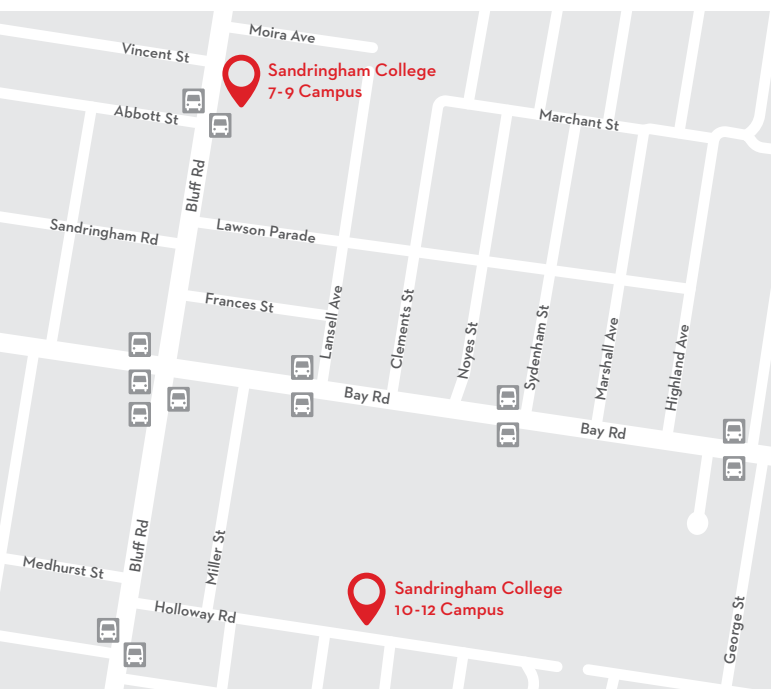 Moira Ave
Vincent St
Sandringham College
7-9 Campus
Abbott St
Marchant St
Bluff Rd
Sandringham Rd
Lawson Parade
Frances St
Lansell Ave
Clements St
Noyes St
Sydenham St
Marshall Ave
Highland Ave
Bay Rd
Bay Rd
Bluff Rd
Miller St
Medhurst St
Sandringham College
10-12 Campus
Holloway Rd
George St